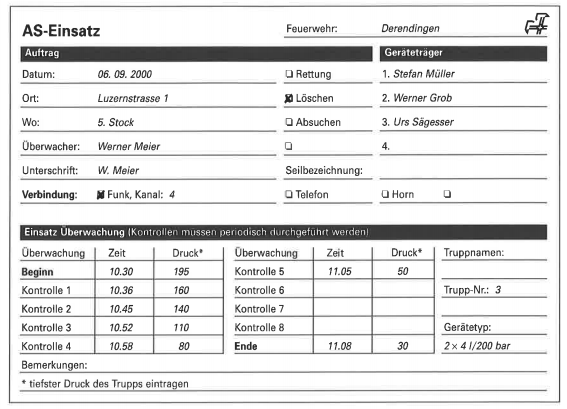 AS-Einsatz Feuerwehr: Derendingen
Auftrag Geräteträger
Datum: 06. 09. 2000 Rettung 1. Stefan Müller
Ort: Luzernstrasse 1 Löschen 2. Werner Grob
Wo: 5. Stock Absuchen 3. Urs Sägesser
Überwacher: Werner Meier 4.
Unterschrift: W. Meier Seilbezeichnung:
Verbindung: Funk, Kanal: 4 Telefon Horn
Einsatz Überwachung (Kontrollen müssen periodisch durchgeführt werden)
Überwachung Zeit Druck* Überwachung Zeit Druck* Truppnamen:
Beginn 10.30 195 Kontrolle 5 11.05 50
Kontrolle 1 10.36 160 Kontrolle 6 Trupp-Nr.: 3
Kontrolle 2 10.45 140 Kontrolle 7
Kontrolle 3 10.52 110 Kontrolle 8 Gerätetyp:
Kontrolle 4 10.58 80 Ende 11.08 30 2 × 4 l/200 bar
Bemerkungen:
* tiefster Druck des Trupps eintragen